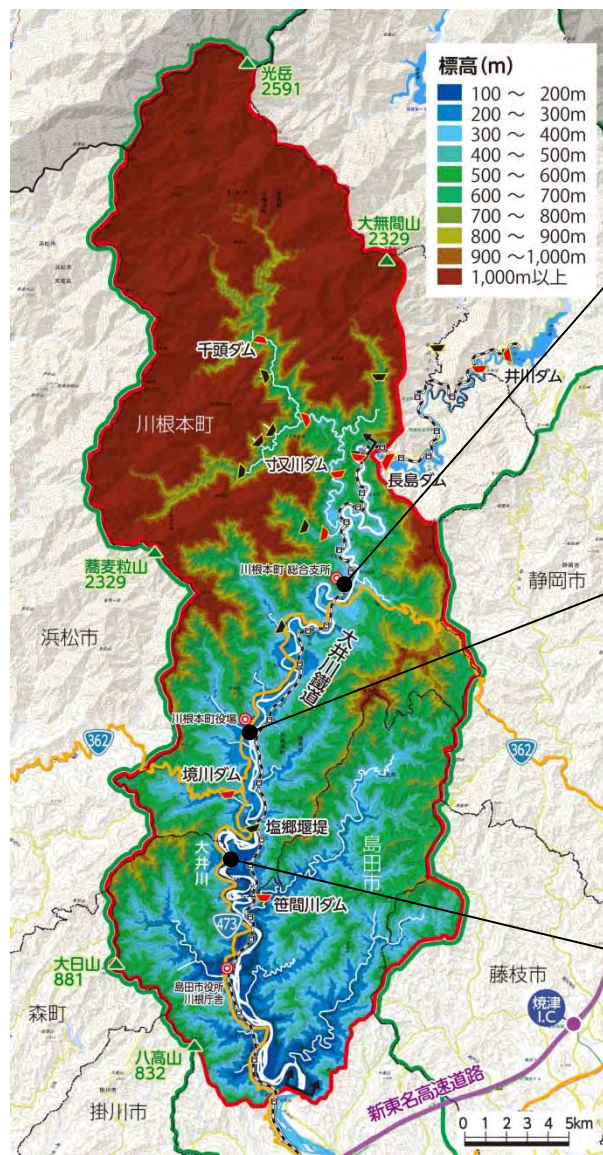 光岳
2591
標高(m)
100 ～ 200m
200 ～ 300m
300 ～ 400m
400 ～ 500m
500 ～ 600m
600 ～ 700m
700 ～ 800m
800 ～ 900m
900 ～1,000m
1,000m以上
大無間山
2329
千頭ダム
井川ダム
川根本町
寸又川ダム
長島ダム
蕎麦粒山
2329
川根本町 総合支所
静岡市
浜松市
大井川鐵道
川根本町役場
362
362
境川ダム
塩郷堰堤
島田市
大井川
笹間川ダム
473
大日山
881
島田市役所
川根庁舎
藤枝市
焼津
I.C
森町
八高山
832
新東名高速道路
掛川市
0 1 2 3 4 5km